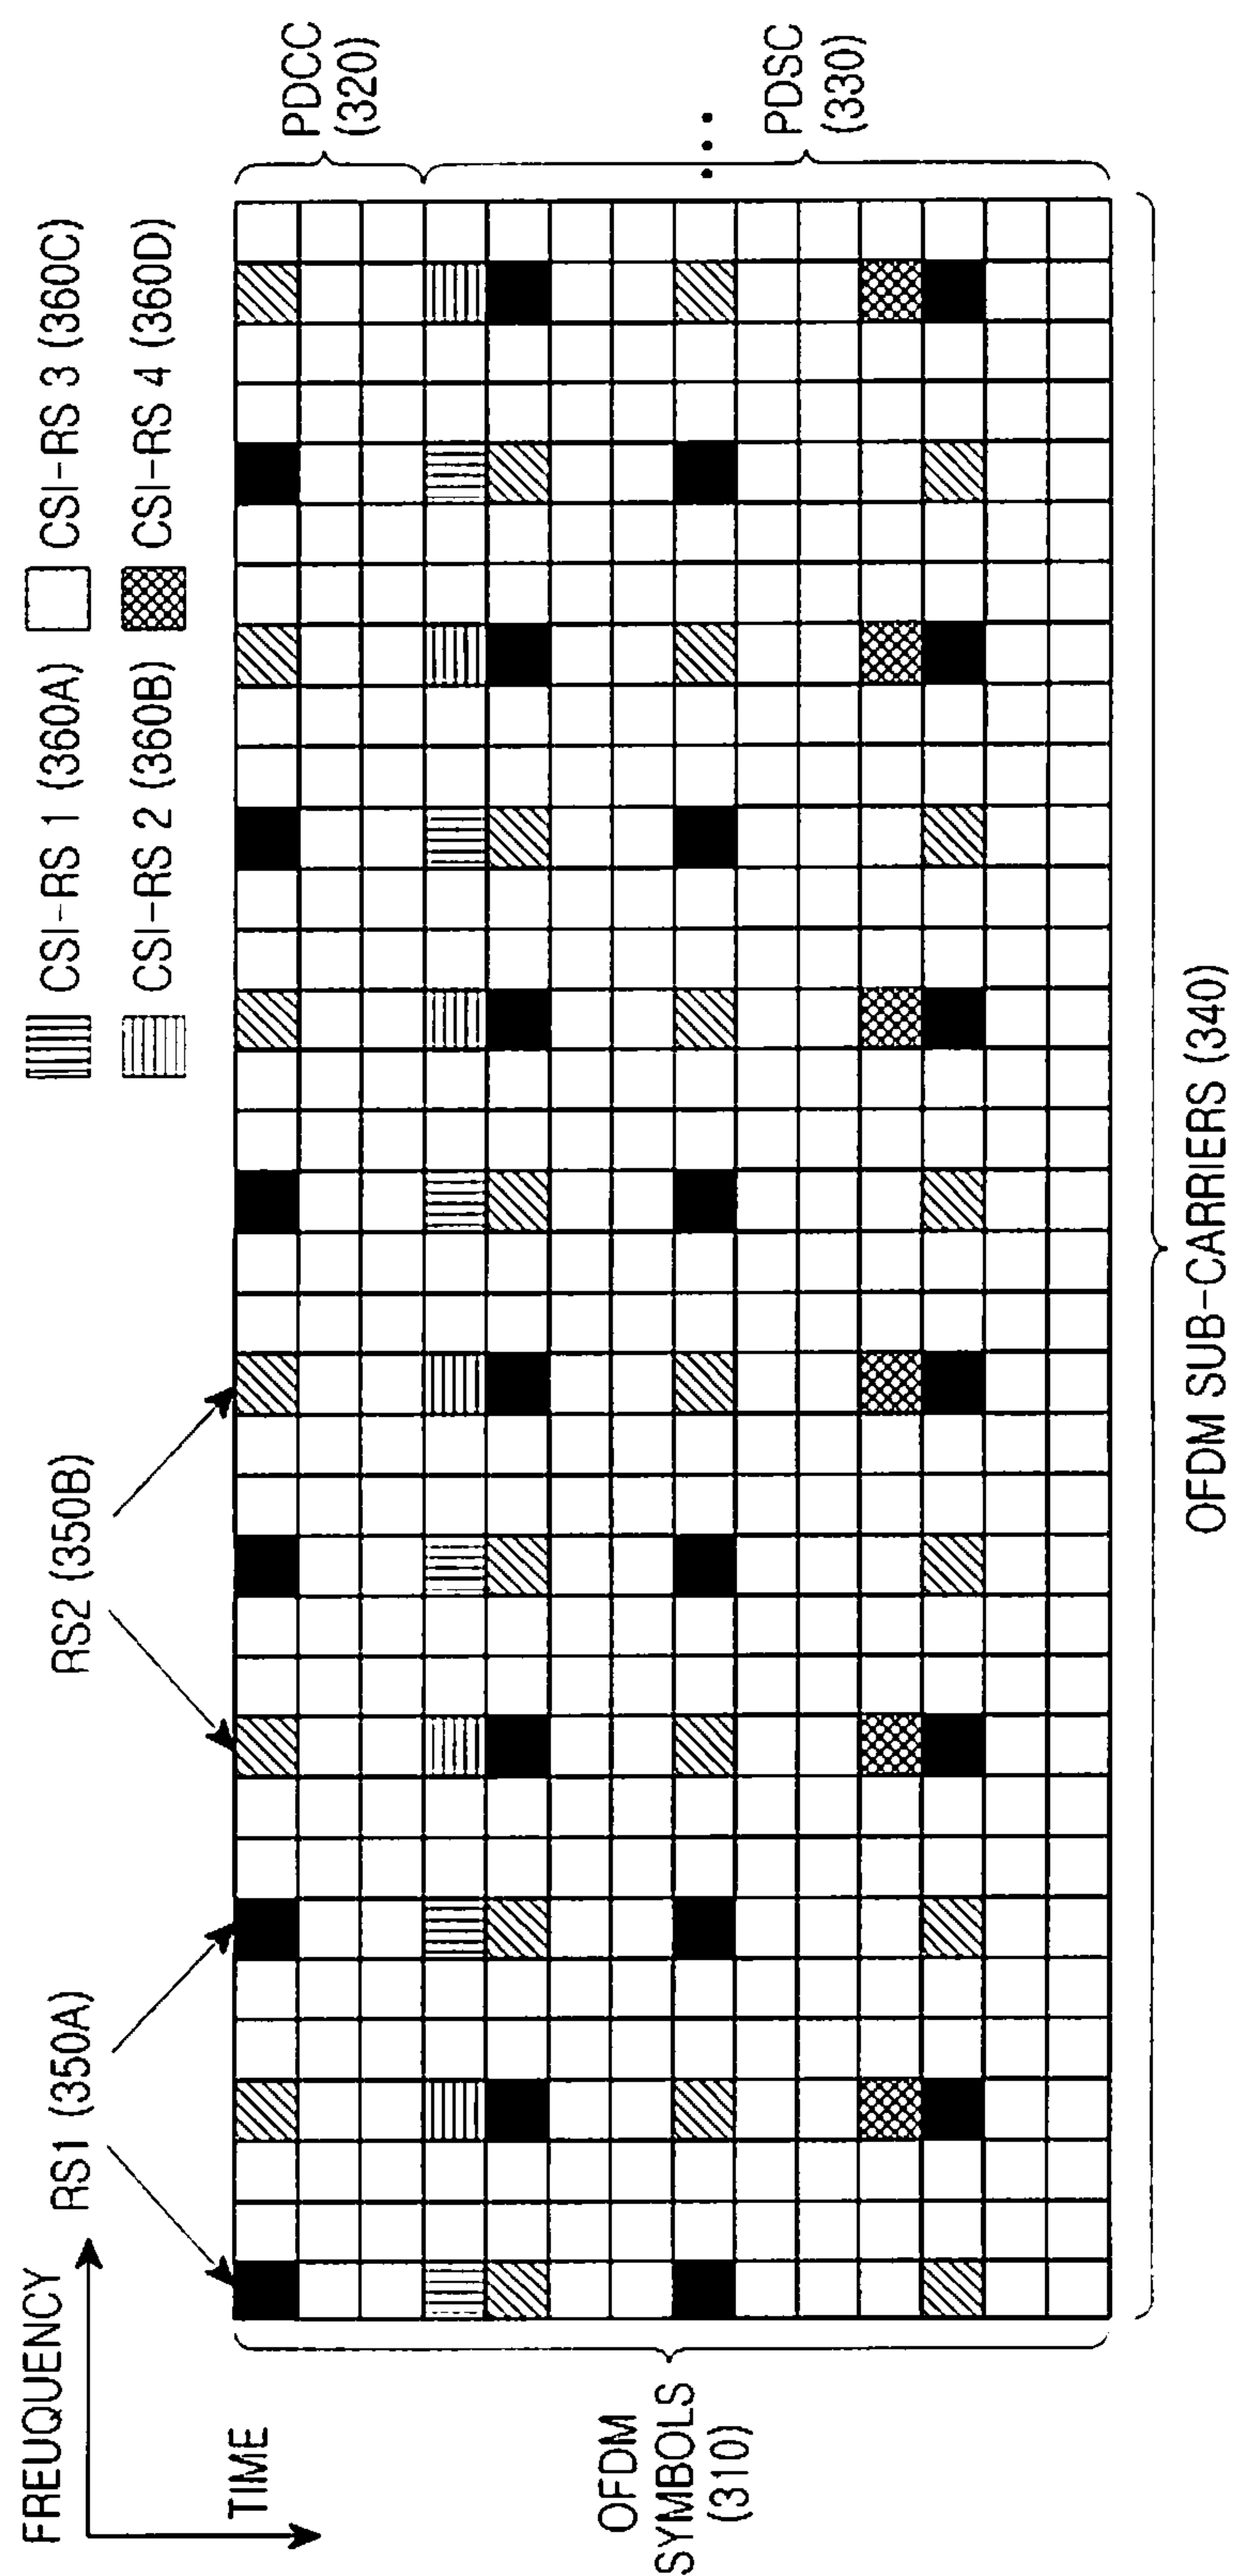 FREUQUENCY
TIME
RS1 (350A)
RS2 (350B)
CSI-RS 1 (360A)
CSI-RS 3 (360C)
CSI-RS 2 (360B)
CSI-RS 4 (360D)
OFDM
SYMBOLS
(310)
PDCC
(320)
PDSC
(330)
OFDM SUB-CARRIERS (340)